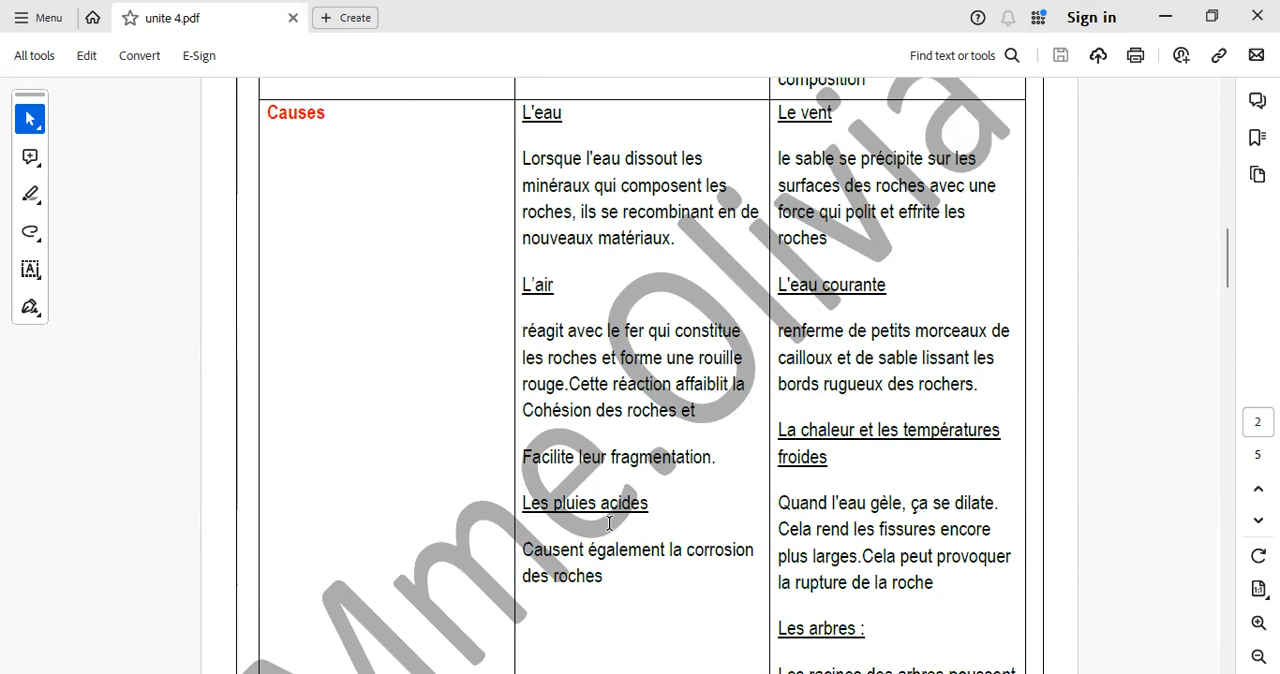 Menu
unite 4.pdf
Create
Sign in
All tools
Edit
Convert
E-Sign
Find text or tools
composition
Causes
L'eau
Lorsque l'eau dissout les
minéraux qui composent les
roches, ils se recombinant en de
nouveaux matériaux.
L'air
réagit avec le fer qui constitue
les roches et forme une rouille
rouge.Cette réaction affaiblit la
Cohésion des roches et
Facilite leur fragmentation.
Les pluies acides
Causent également la corrosion
des roches
Le vent
le sable se précipite sur les
surfaces des roches avec une
force qui polit et effrite les
roches
L'eau courante
renferme de petits morceaux de
cailloux et de sable lissant les
bords rugueux des rochers.
La chaleur et les températures
froides
Quand l'eau gèle, ça se dilate.
Cela rend les fissures encore
plus larges.Cela peut provoquer
la rupture de la roche
Les arbres :
Les racines des arbres poussent
Mme.Olivia
2
5